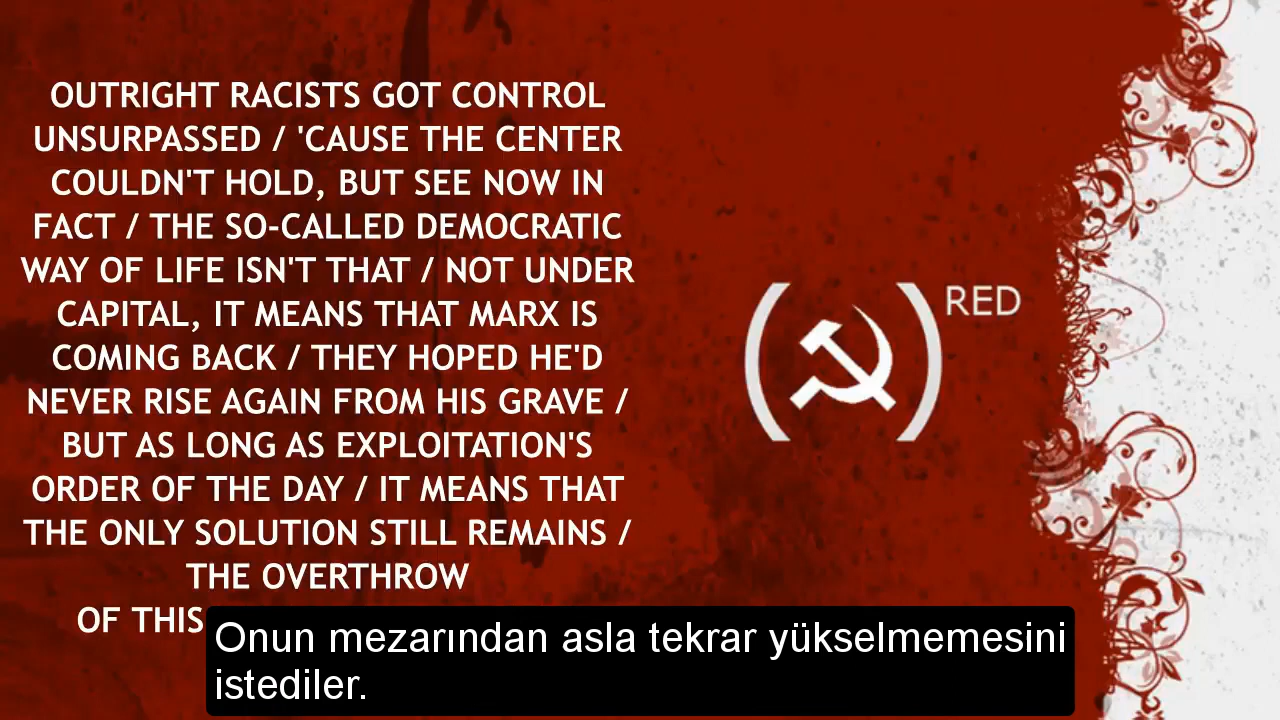 OUTRIGHT RACISTS GOT CONTROL
UNSURPASSED / 'CAUSE THE CENTER
COULDN'T HOLD, BUT SEE NOW IN
FACT / THE SO-CALLED DEMOCRATIC
WAY OF LIFE ISN'T THAT / NOT UNDER
CAPITAL, IT MEANS THAT MARX IS
COMING BACK / THEY HOPED HE'D
NEVER RISE AGAIN FROM HIS GRAVE /
BUT AS LONG AS EXPLOITATION'S
ORDER OF THE DAY / IT MEANS THAT
THE ONLY SOLUTION STILL REMAINS /
THE OVERTHROW
OF THIS
( ) RED
Onun mezarından asla tekrar yükselmemesini
istediler.